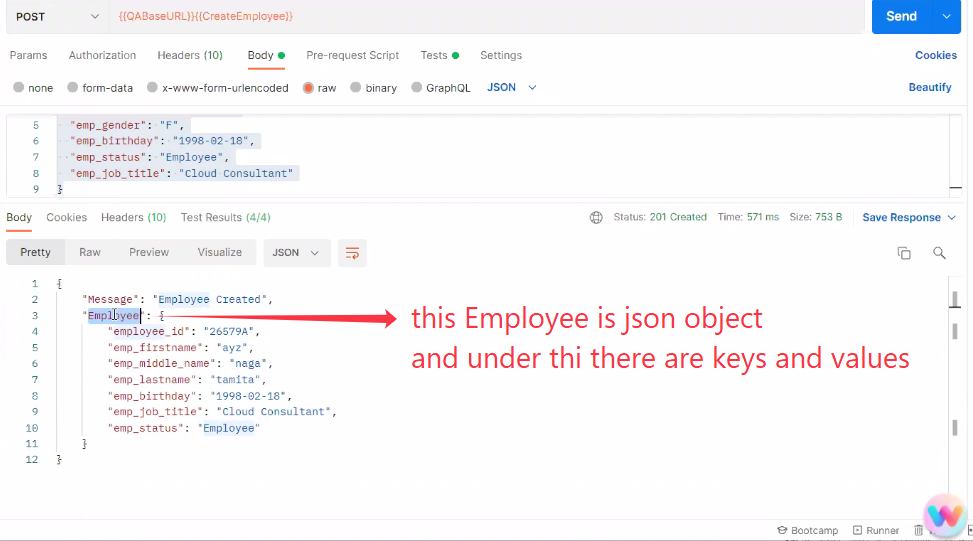 POST
{{QABaseURL}}{{CreateEmployee}}
Send
Params Authorization Headers (10) Body Pre-request Script Tests Settings Cookies
none form-data x-www-form-urlencoded raw binary GraphQL JSON Beautify
5 "emp_gender": "F",
6 "emp_birthday": "1998-02-18",
7 "emp_status": "Employee",
8 "emp_job_title": "Cloud Consultant"
9 }
Body Cookies Headers (10) Test Results (4/4) Status: 201 Created Time: 571 ms Size: 753 B Save Response
Pretty Raw Preview Visualize JSON
1 {
2 "Message": "Employee Created",
3 "Employee": {
this Employee is json object
4 "employee_id": "26579A",
5 "emp_firstname": "ayz",
and under thi there are keys and values
6 "emp_middle_name": "naga",
7 "emp_lastname": "tamita",
8 "emp_birthday": "1998-02-18",
9 "emp_job_title": "Cloud Consultant",
10 "emp_status": "Employee"
11 }
12 }
Bootcamp Runner